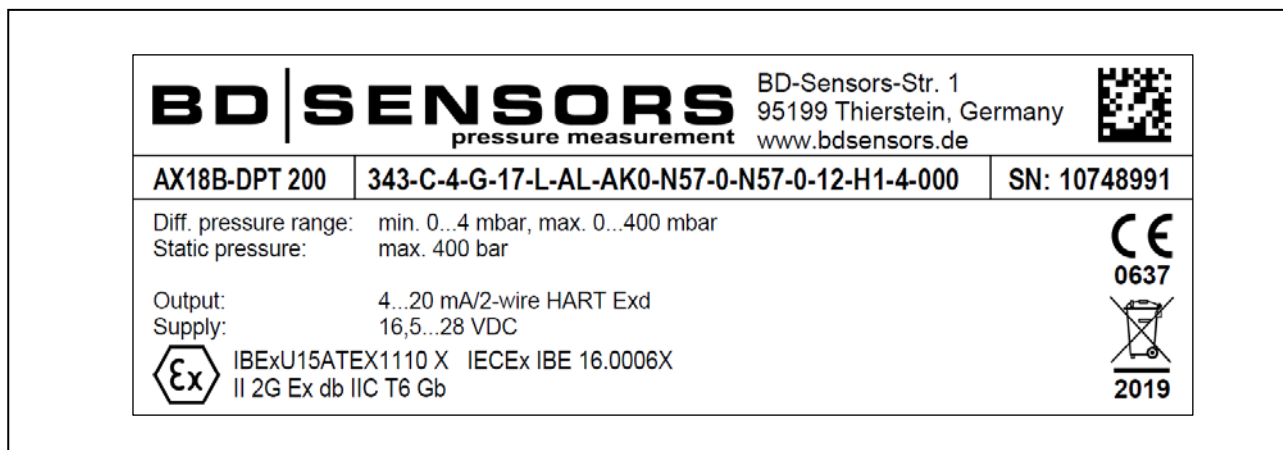 BD|SENSORS
pressure measurement
BD-Sensors-Str. 1
95199 Thierstein, Germany
www.bdsensors.de
AX18B-DPT 200 343-C-4-G-17-L-AL-AK0-N57-0-N57-0-12-H1-4-000 SN: 10748991
Diff. pressure range: min. 0...4 mbar, max. 0...400 mbar
Static pressure: max. 400 bar
CE
0637
Output: 4...20 mA/2-wire HART Exd
Supply: 16,5...28 VDC
Ex
IBExU15ATEX1110 X IECEx IBE 16.0006X
II 2G Ex db IIC T6 Gb
2019